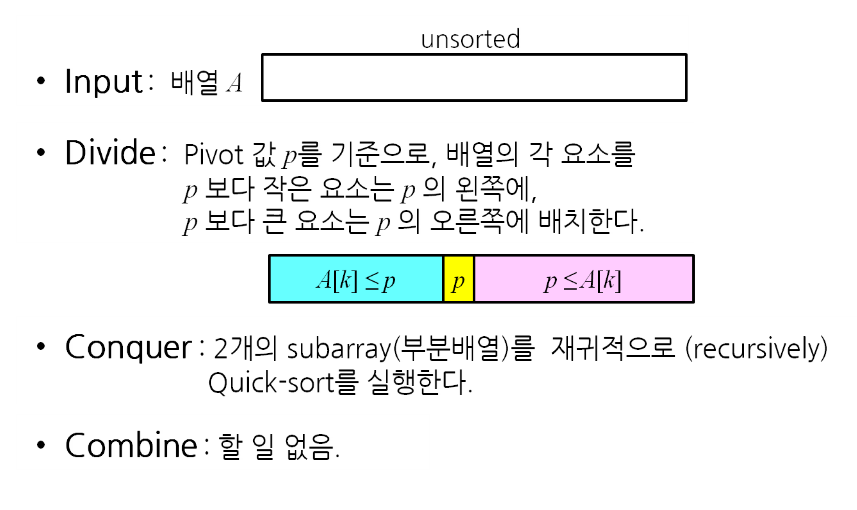 unsorted
• Input : 배열 A
• Divide : Pivot 값 p를 기준으로, 배열의 각 요소를
p 보다 작은 요소는 p 의 왼쪽에,
p 보다 큰 요소는 p 의 오른쪽에 배치한다.
A[k] ≤ p p p ≤ A[k]
• Conquer : 2개의 subarray(부분배열)를 재귀적으로 (recursively)
Quick-sort를 실행한다.
• Combine : 할 일 없음.